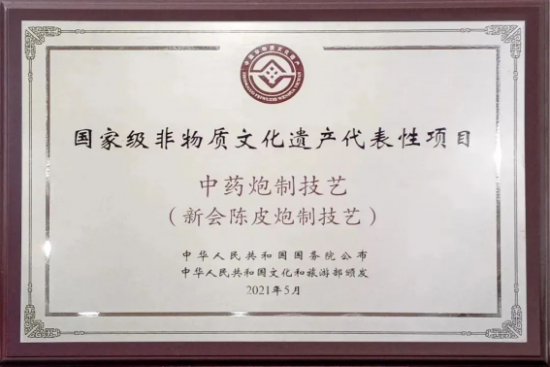 国家级非物质文化遗产代表性项目
中药炮制技艺
（新会陈皮炮制技艺）
中华人民共和国国务院公布
中华人民共和国文化和旅游部颁发
2021年5月